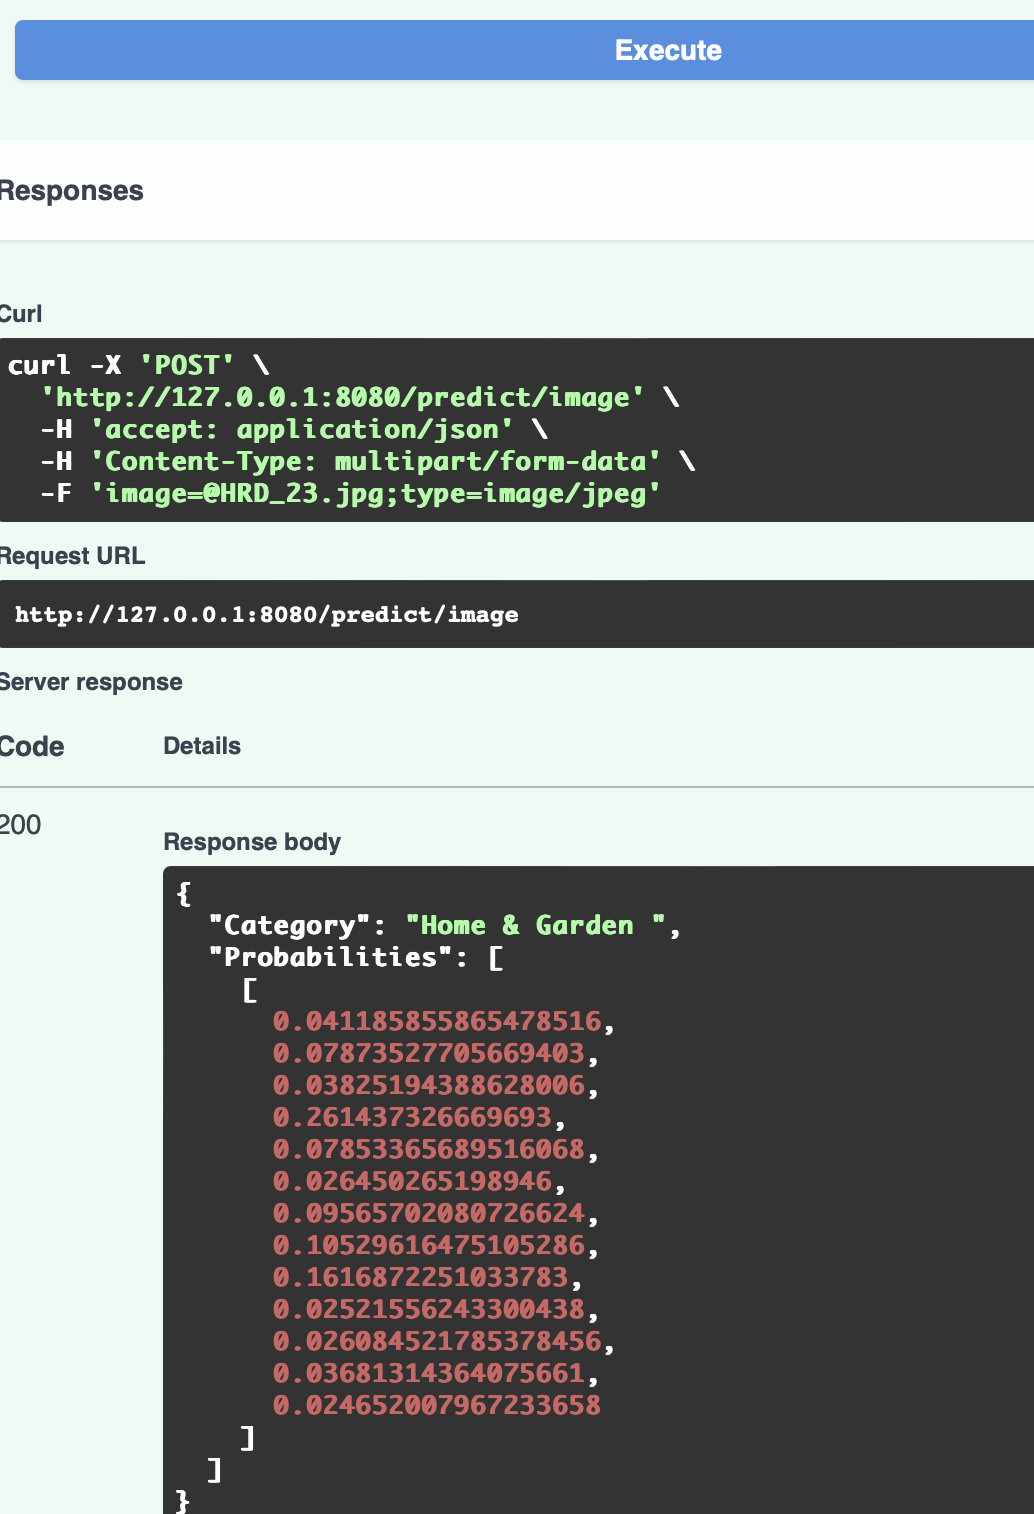 Execute
Responses
Curl
curl -X 'POST' \
'http://127.0.0.1:8080/predict/image' \
-H 'accept: application/json' \
-H 'Content-Type: multipart/form-data' \
-F 'image=@HRD_23.jpg;type=image/jpeg'
Request URL
http://127.0.0.1:8080/predict/image
Server response
Code Details
200
Response body
{
"Category": "Home & Garden ",
"Probabilities": [
[
0.041185855865478516,
0.07873527705669403,
0.03825194388628006,
0.261437326669693,
0.07853365689516068,
0.026450265198946,
0.09565702080726624,
0.10529616475105286,
0.1616872251033783,
0.02521556243300438,
0.026084521785378456,
0.03681314364075661,
0.024652007967233658
]
]
}